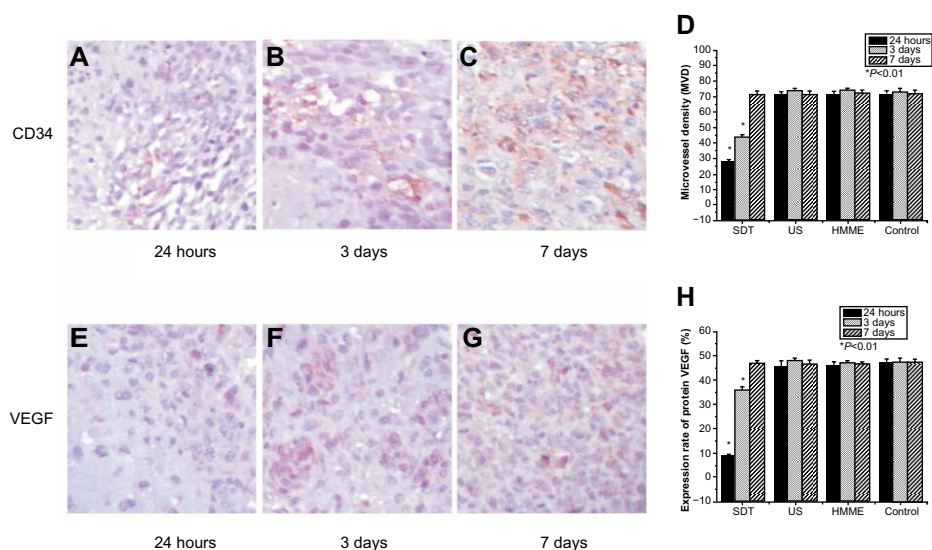 A
B
C
CD34
24 hours
3 days
7 days
D
24 hours
3 days
7 days
*P<0.01
Microvessel density (MVD)
100
90
80
70
60
50
40
30
20
10
0
−10
*
*
SDT
US
HMME
Control
E
F
G
VEGF
24 hours
3 days
7 days
H
24 hours
3 days
7 days
*P<0.01
Expression rate of protein VEGF (%)
60
50
40
30
20
10
0
−10
*
*
SDT
US
HMME
Control